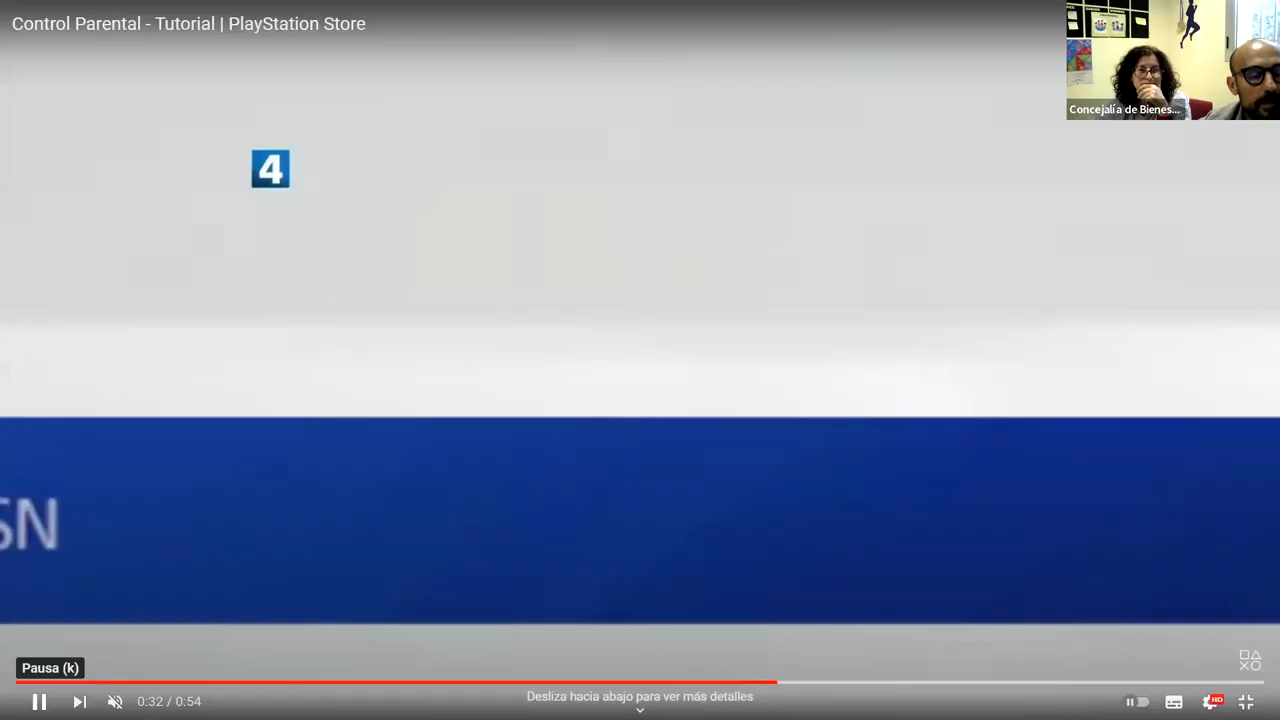 Control Parental - Tutorial | PlayStation Store
Concejalía de Bienes...
4
SN
Pausa (k)
0:32 / 0:54
Desliza hacia abajo para ver más detalles
HD